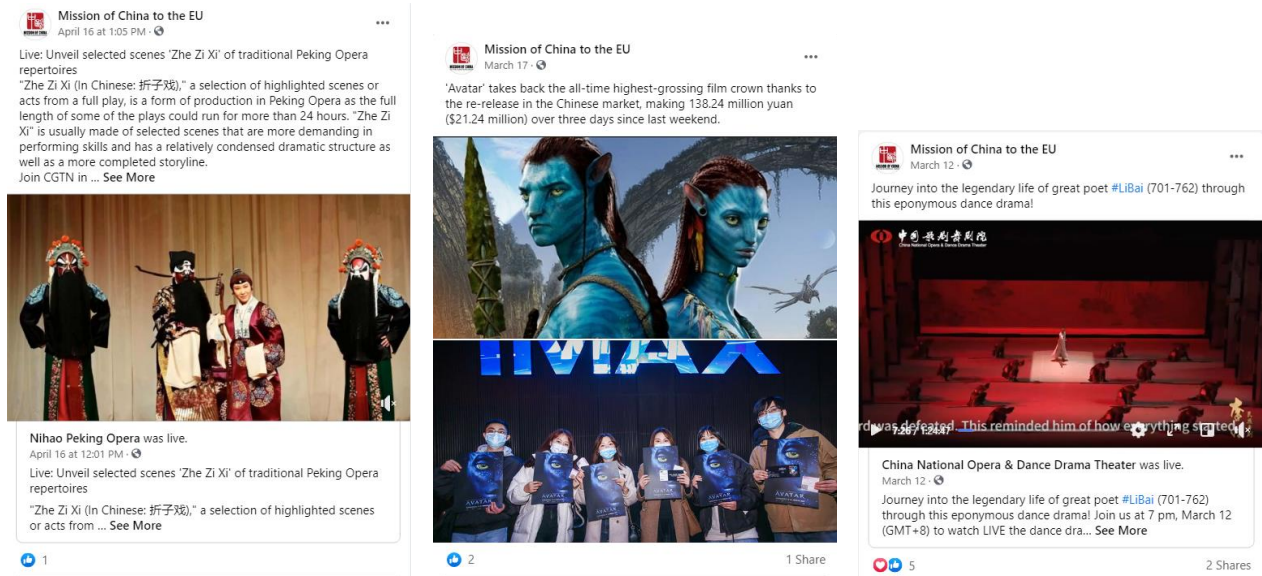 Mission of China to the EU
April 16 at 1:05 PM ·
Live: Unveil selected scenes 'Zhe Zi Xi' of traditional Peking Opera
repertoires
"Zhe Zi Xi (In Chinese: 折子戏)," a selection of highlighted scenes or
acts from a full play, is a form of production in Peking Opera as the full
length of some of the plays could run for more than 24 hours. "Zhe Zi
Xi" is usually made of selected scenes that are more demanding in
performing skills and has a relatively condensed dramatic structure as
well as a more completed storyline.
Join CGTN in ... See More
Nihao Peking Opera was live.
April 16 at 12:01 PM ·
Live: Unveil selected scenes 'Zhe Zi Xi' of traditional Peking Opera
repertoires
"Zhe Zi Xi (In Chinese: 折子戏)," a selection of highlighted scenes
or acts from ... See More
1
Mission of China to the EU
March 17 ·
'Avatar' takes back the all-time highest-grossing film crown thanks to
the re-release in the Chinese market, making 138.24 million yuan
($21.24 million) over three days since last weekend.
IMAX
AVATAR
AVATAR
AVATAR
AVATAR
AVATAR
2
1 Share
Mission of China to the EU
March 12 ·
Journey into the legendary life of great poet #LiBai (701-762) through
this eponymous dance drama!
中国歌剧舞剧院
China National Opera & Dance Drama Theater
rd was defeated. This reminded him of how everything started
7:26 / 1:24:47
China National Opera & Dance Drama Theater was live.
March 12 ·
Journey into the legendary life of great poet #LiBai (701-762)
through this eponymous dance drama! Join us at 7 pm, March 12
(GMT+8) to watch LIVE the dance dra... See More
5
2 Shares